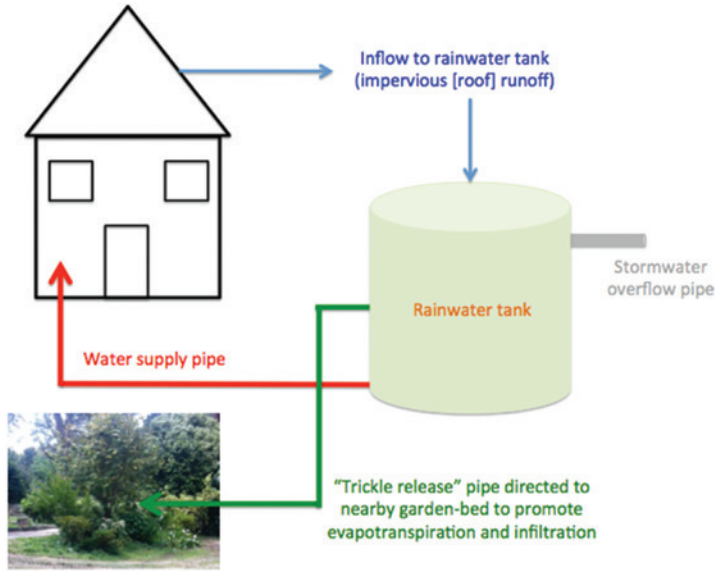 Inflow to rainwater tank
(impervious [roof] runoff)
Stormwater
overflow pipe
Rainwater tank
Water supply pipe
“Trickle release” pipe directed to
nearby garden-bed to promote
evapotranspiration and infiltration